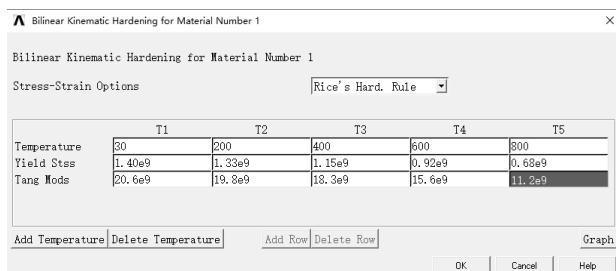 Bilinear Kinematic Hardening for Material Number 1
Bilinear Kinematic Hardening for Material Number 1
Stress-Strain Options Rice's Hard. Rule
T1 T2 T3 T4 T5
Temperature 30 200 400 600 800
Yield Stss 1.40e9 1.33e9 1.15e9 0.92e9 0.68e9
Tang Mods 20.6e9 19.8e9 18.3e9 15.6e9 11.2e9
Add Temperature Delete Temperature Add Row Delete Row Graph
OK Cancel Help